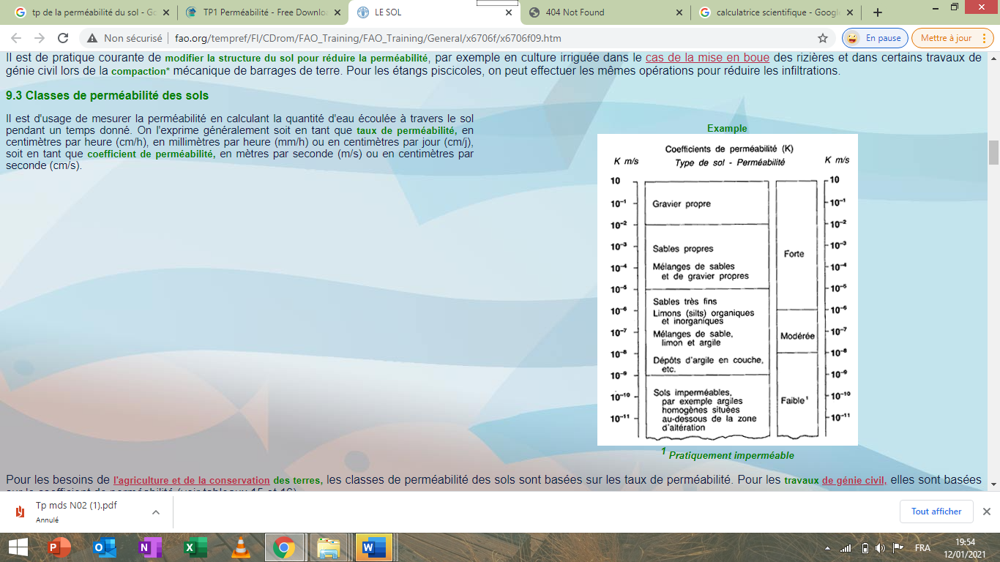 tp de la perméabilité du sol - Go
TP1 Perméabilité - Free Downlo
LE SOL
404 Not Found
calculatrice scientifique - Google
Non sécurisé
fao.org/tempref/FI/CDrom/FAO_Training/FAO_Training/General/x6706f/x6706f09.htm
En pause
Mettre à jour
Il est de pratique courante de modifier la structure du sol pour réduire la perméabilité, par exemple en culture irriguée dans le cas de la mise en boue des rizières et dans certains travaux de
génie civil lors de la compaction* mécanique de barrages de terre. Pour les étangs piscicoles, on peut effectuer les mêmes opérations pour réduire les infiltrations.
9.3 Classes de perméabilité des sols
Il est d'usage de mesurer la perméabilité en calculant la quantité d'eau écoulée à travers le sol
pendant un temps donné. On l'exprime généralement soit en tant que taux de perméabilité, en
centimètres par heure (cm/h), en millimètres par heure (mm/h) ou en centimètres par jour (cm/j),
soit en tant que coefficient de perméabilité, en mètres par seconde (m/s) ou en centimètres par
seconde (cm/s).
Example
Coefficients de perméabilité (K)
K m/s
Type de sol - Perméabilité
K m/s
10
10
10⁻¹
Gravier propre
10⁻¹
10⁻²
10⁻²
10⁻³
Sables propres
10⁻³
Forte
10⁻⁴
Mélanges de sables
et de gravier propres
10⁻⁴
10⁻⁵
10⁻⁵
Sables très fins
10⁻⁶
Limons (silts) organiques
et inorganiques
10⁻⁶
10⁻⁷
Mélanges de sable,
limon et argile
Modérée
10⁻⁷
10⁻⁸
10⁻⁸
Dépôts d'argile en couche,
etc.
10⁻⁹
10⁻⁹
Sols imperméables,
par exemple argiles
homogènes situées
au-dessous de la zone
d'altération
10⁻¹⁰
Faible¹
10⁻¹⁰
10⁻¹¹
10⁻¹¹
¹ Pratiquement imperméable
Pour les besoins de l'agriculture et de la conservation des terres, les classes de perméabilité des sols sont basées sur les taux de perméabilité. Pour les travaux de génie civil, elles sont basées
sur le coefficient de perméabilité (voir tableaux 15 et 16).
Tp mds N02 (1).pdf
Annulé
Tout afficher
FRA
19:54
12/01/2021